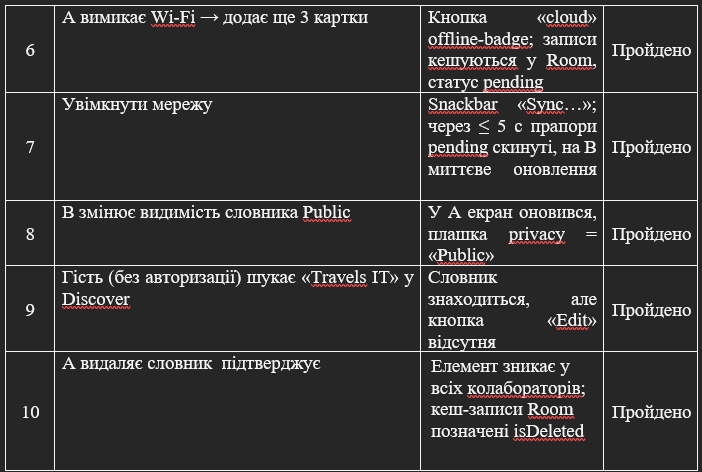 6
А вимикає Wi-Fi → додає ще 3 картки
Кнопка «cloud»
offline-badge; записи
кешуються у Room,
статус pending
Пройдено
7
Увімкнути мережу
Snackbar «Sync…»;
через ≤ 5 с прапори
pending скинуті, на B
миттєве оновлення
Пройдено
8
В змінює видимість словника Public
У А екран оновився,
плашка privacy =
«Public»
Пройдено
9
Гість (без авторизації) шукає «Travels IT» у
Discover
Словник
знаходиться, але
кнопка «Edit»
відсутня
Пройдено
10
А видаляє словник  підтверджує
Елемент зникає у
всіх колабораторів;
кеш-записи Room
позначені isDeleted
Пройдено